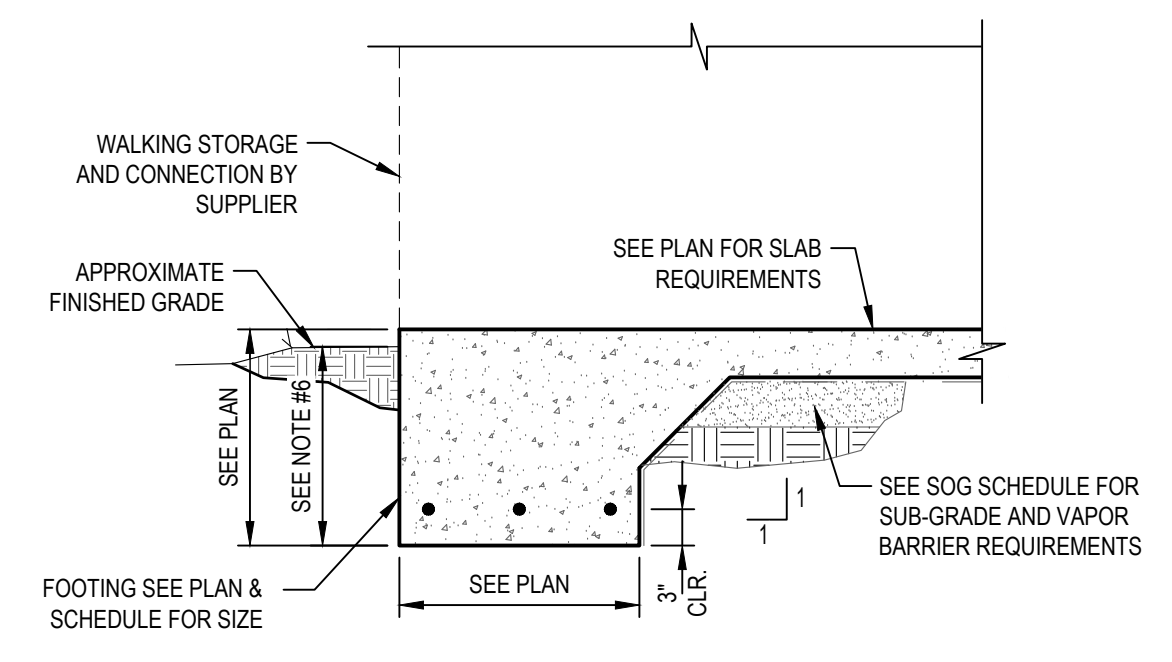 WALKING STORAGE
AND CONNECTION BY
SUPPLIER
APPROXIMATE
FINISHED GRADE
SEE PLAN FOR SLAB
REQUIREMENTS
SEE PLAN
SEE NOTE #6
SEE SOG SCHEDULE FOR
SUB-GRADE AND VAPOR
BARRIER REQUIREMENTS
1
1
FOOTING SEE PLAN &
SCHEDULE FOR SIZE
SEE PLAN
3"
CLR.